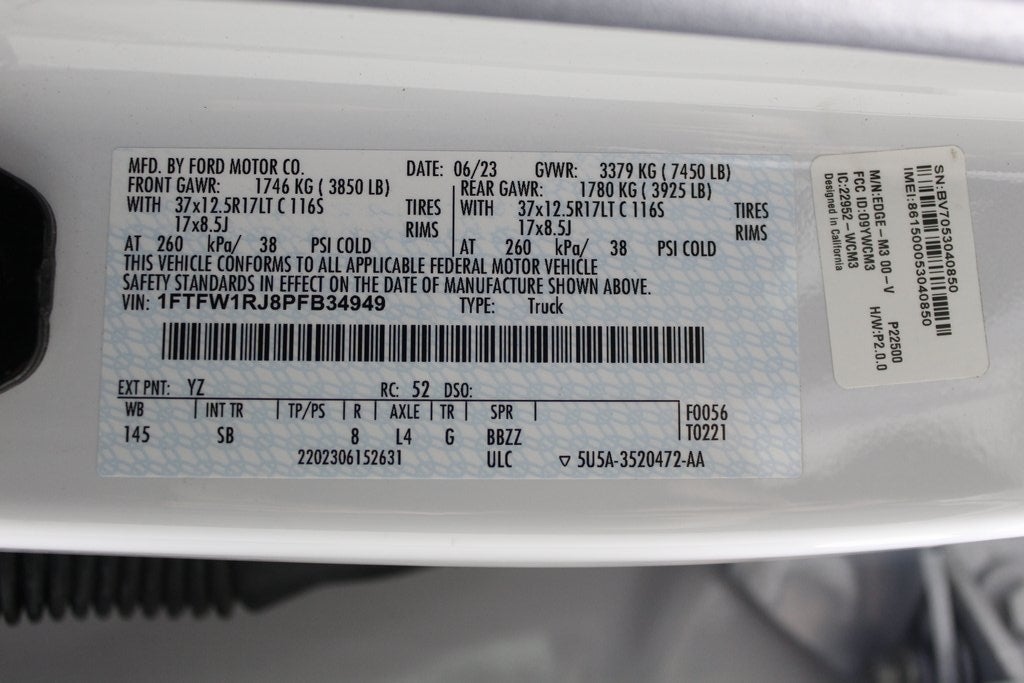 MFD. BY FORD MOTOR CO. DATE: 06/23 GVWR: 3379 KG ( 7450 LB)
FRONT GAWR: 1746 KG ( 3850 LB) REAR GAWR: 1780 KG ( 3925 LB)
WITH 37x12.5R17LT C 116S TIRES WITH 37x12.5R17LT C 116S TIRES
17x8.5J RIMS 17x8.5J RIMS
AT 260 kPa/ 38 PSI COLD AT 260 kPa/ 38 PSI COLD
THIS VEHICLE CONFORMS TO ALL APPLICABLE FEDERAL MOTOR VEHICLE
SAFETY STANDARDS IN EFFECT ON THE DATE OF MANUFACTURE SHOWN ABOVE.
VIN: 1FTFW1RJ8PFB34949 TYPE: Truck
EXT PNT: YZ RC: 52 DSO:
WB INT TR TP/PS R AXLE TR SPR F0056
145 SB 8 L4 G BBZZ T0221
2202306152631 ULC ▽ 5U5A-3520472-AA
SN:EBV7053040850
IMEI:861500053040850
M/N:EDGE-M3 00-V P22500
FCC ID:09YWCM3 H/W:P2.0.0
IC:22952-WCM3
Designed in California